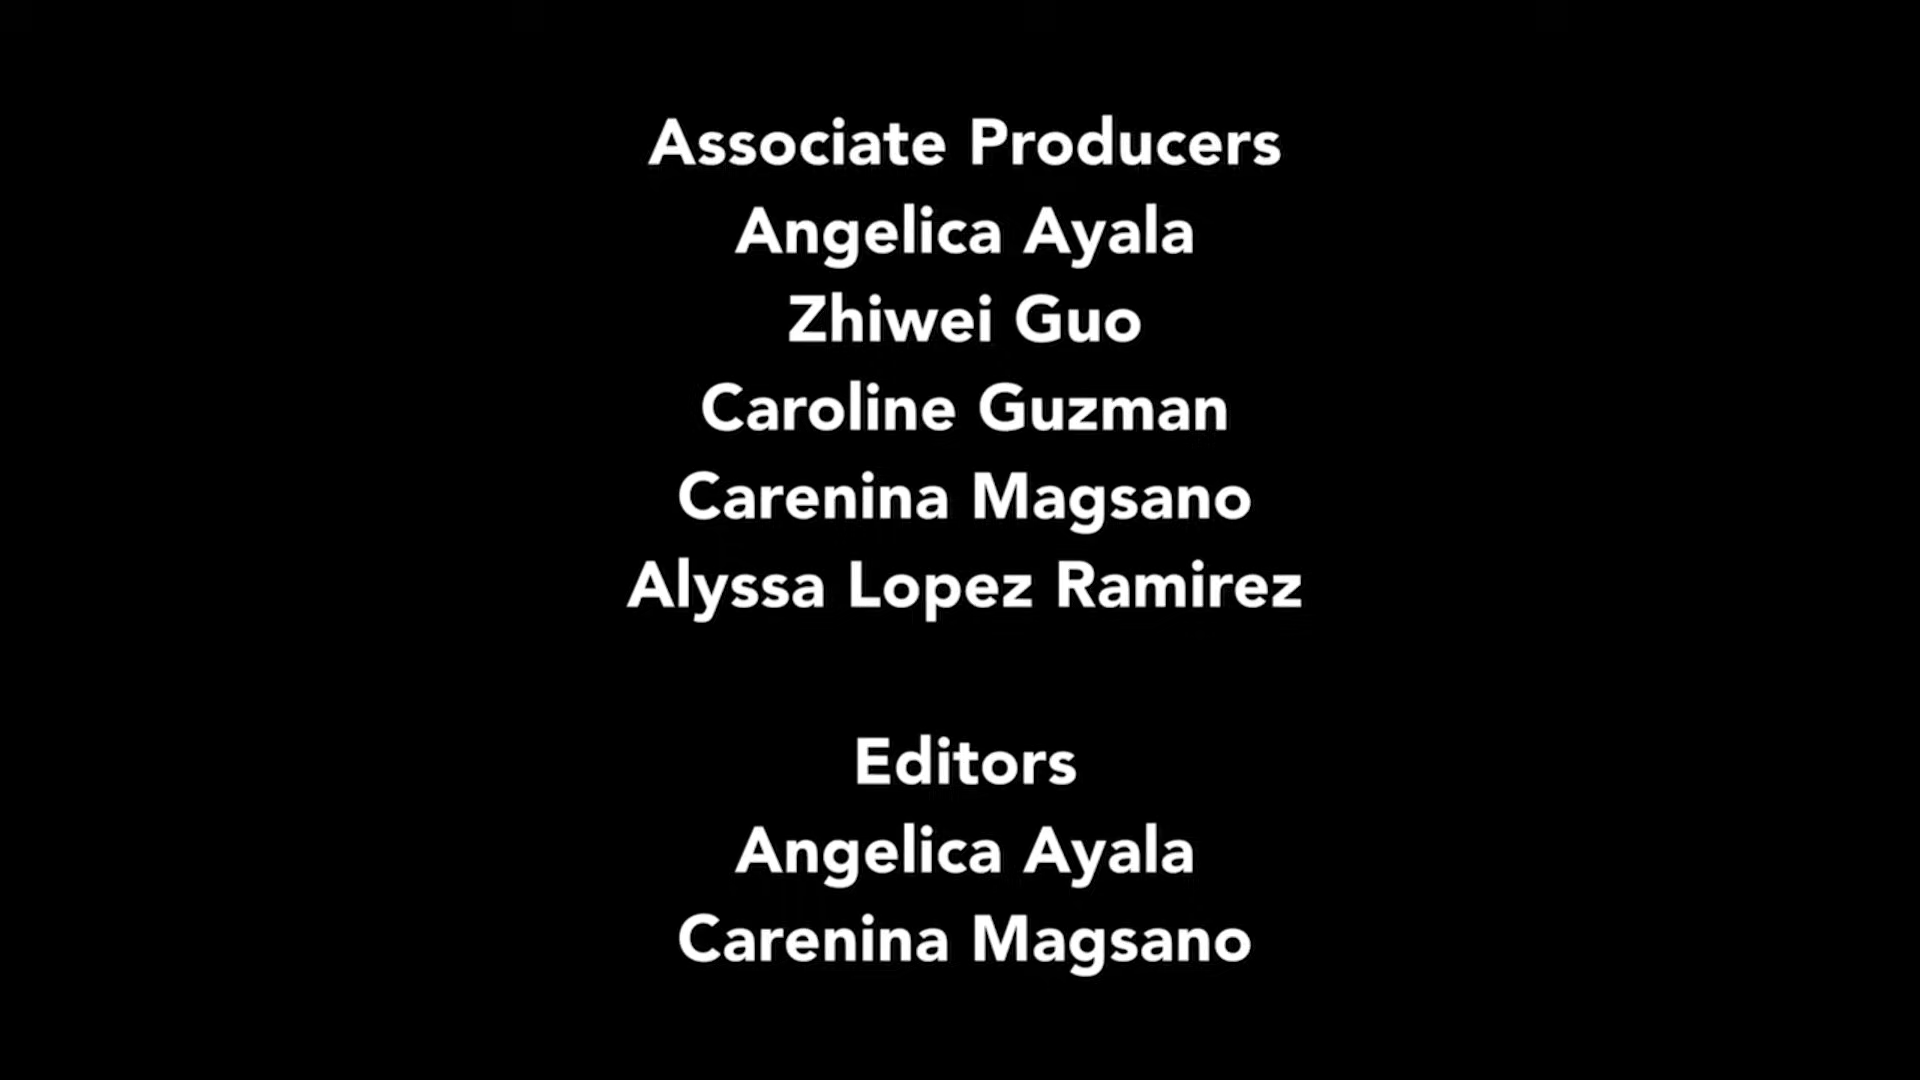 Associate Producers
Angelica Ayala
Zhiwei Guo
Caroline Guzman
Carenina Magsano
Alyssa Lopez Ramirez
Editors
Angelica Ayala
Carenina Magsano